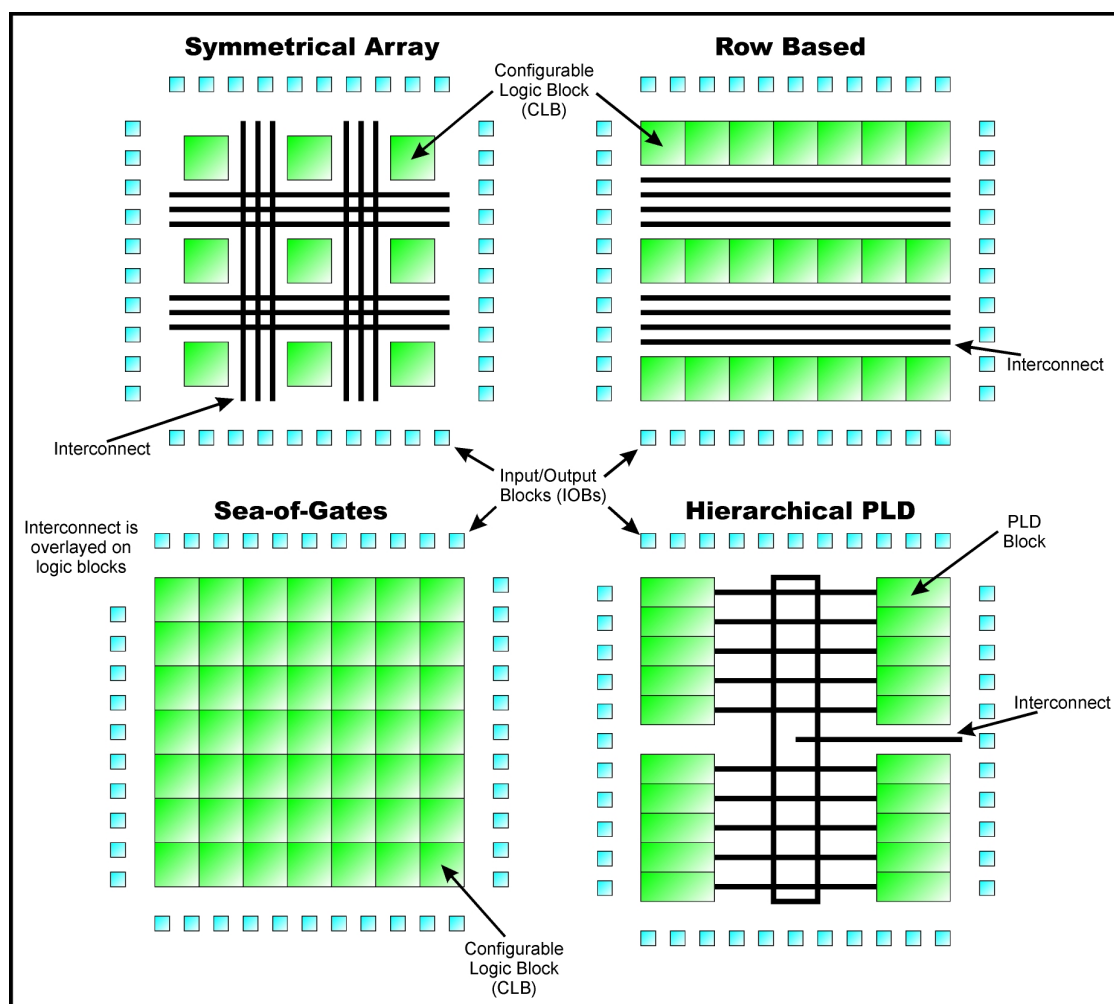 Symmetrical Array
Row Based
Configurable
Logic Block
(CLB)
Interconnect
Interconnect
Input/Output
Blocks (IOBs)
Sea-of-Gates
Hierarchical PLD
Interconnect is
overlayed on
logic blocks
PLD
Block
Interconnect
Configurable
Logic Block
(CLB)